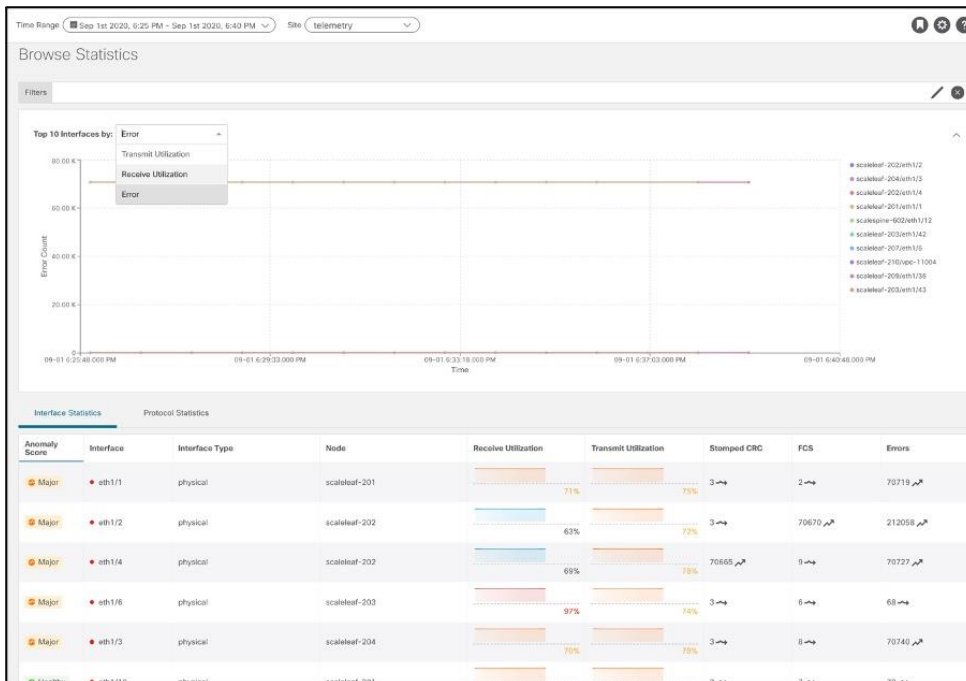 Time Range Sep 1st 2020, 6:25 PM - Sep 1st 2020, 6:40 PM Site telemetry
Browse Statistics
Filters
Top 10 Interfaces by: Error
Transmit Utilization
Receive Utilization
Error
80.00 K
60.00 K
40.00 K
20.00 K
0
Error Count
09-01 6:25:48.000 PM 09-01 6:29:33.000 PM 09-01 6:33:18.000 PM 09-01 6:37:03.000 PM 09-01 6:40:48.000 PM
Time
scaleleaf-202/eth1/2
scaleleaf-204/eth1/3
scaleleaf-202/eth1/4
scaleleaf-201/eth1/1
scalespine-602/eth1/12
scaleleaf-203/eth1/42
scaleleaf-207/eth1/5
scaleleaf-210/vpc-11004
scaleleaf-209/eth1/36
scaleleaf-203/eth1/43
Interface Statistics Protocol Statistics
Anomaly Score Interface Interface Type Node Receive Utilization Transmit Utilization Stomped CRC FCS Errors
Major eth1/1 physical scaleleaf-201 71% 75% 3 2 70719
Major eth1/2 physical scaleleaf-202 63% 72% 3 70670 212058
Major eth1/4 physical scaleleaf-202 69% 78% 70665 9 70727
Major eth1/6 physical scaleleaf-203 97% 74% 3 6 68
Major eth1/3 physical scaleleaf-204 70% 78% 3 8 70740